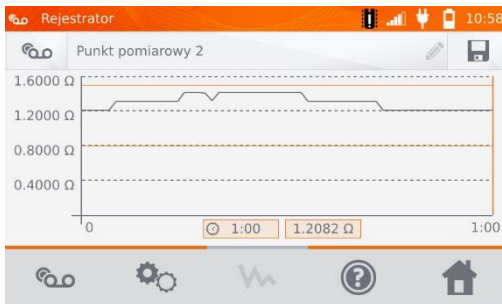 Rejestrator 10:58
Punkt pomiarowy 2
1.6000 Ω
1.2000 Ω
0.8000 Ω
0.4000 Ω
0 1:00 1.2082 Ω 1:00